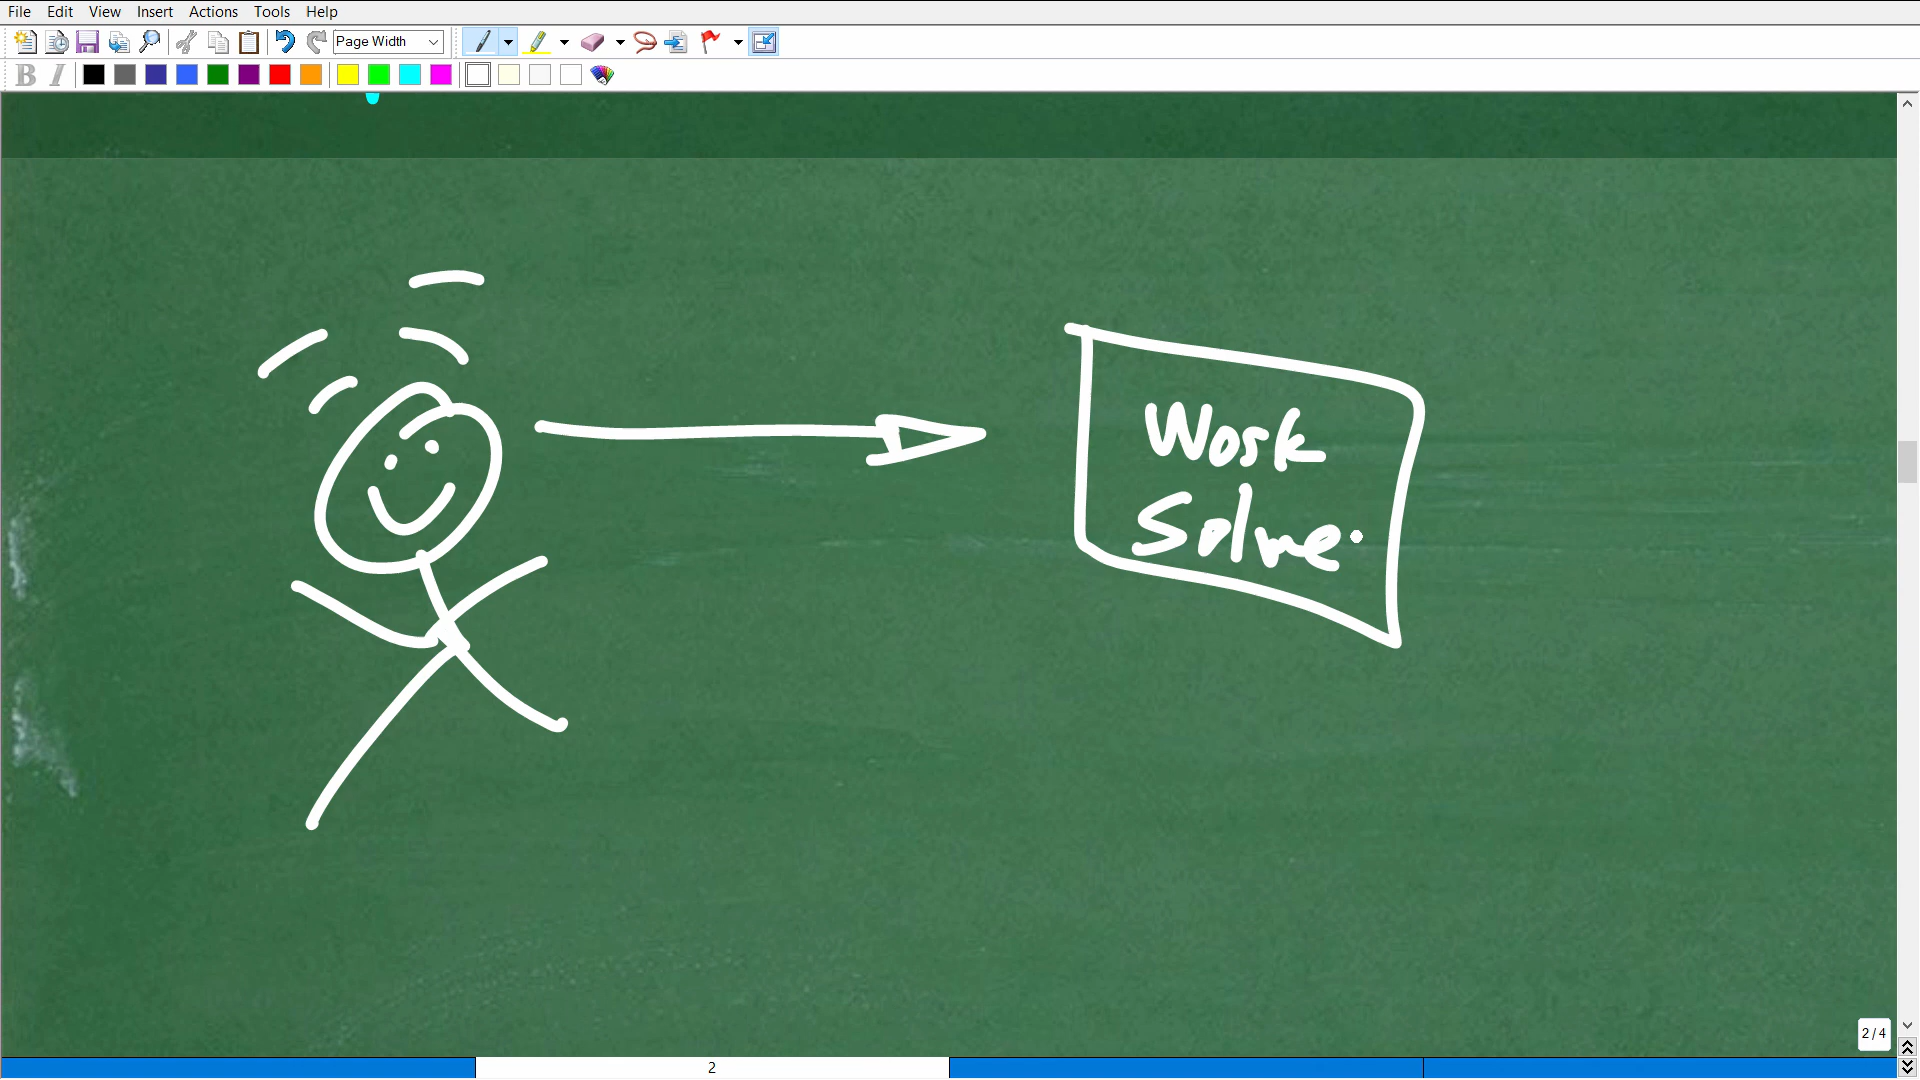 File Edit View Insert Actions Tools Help
Page Width
B I
Work
Solve
2 / 4
2